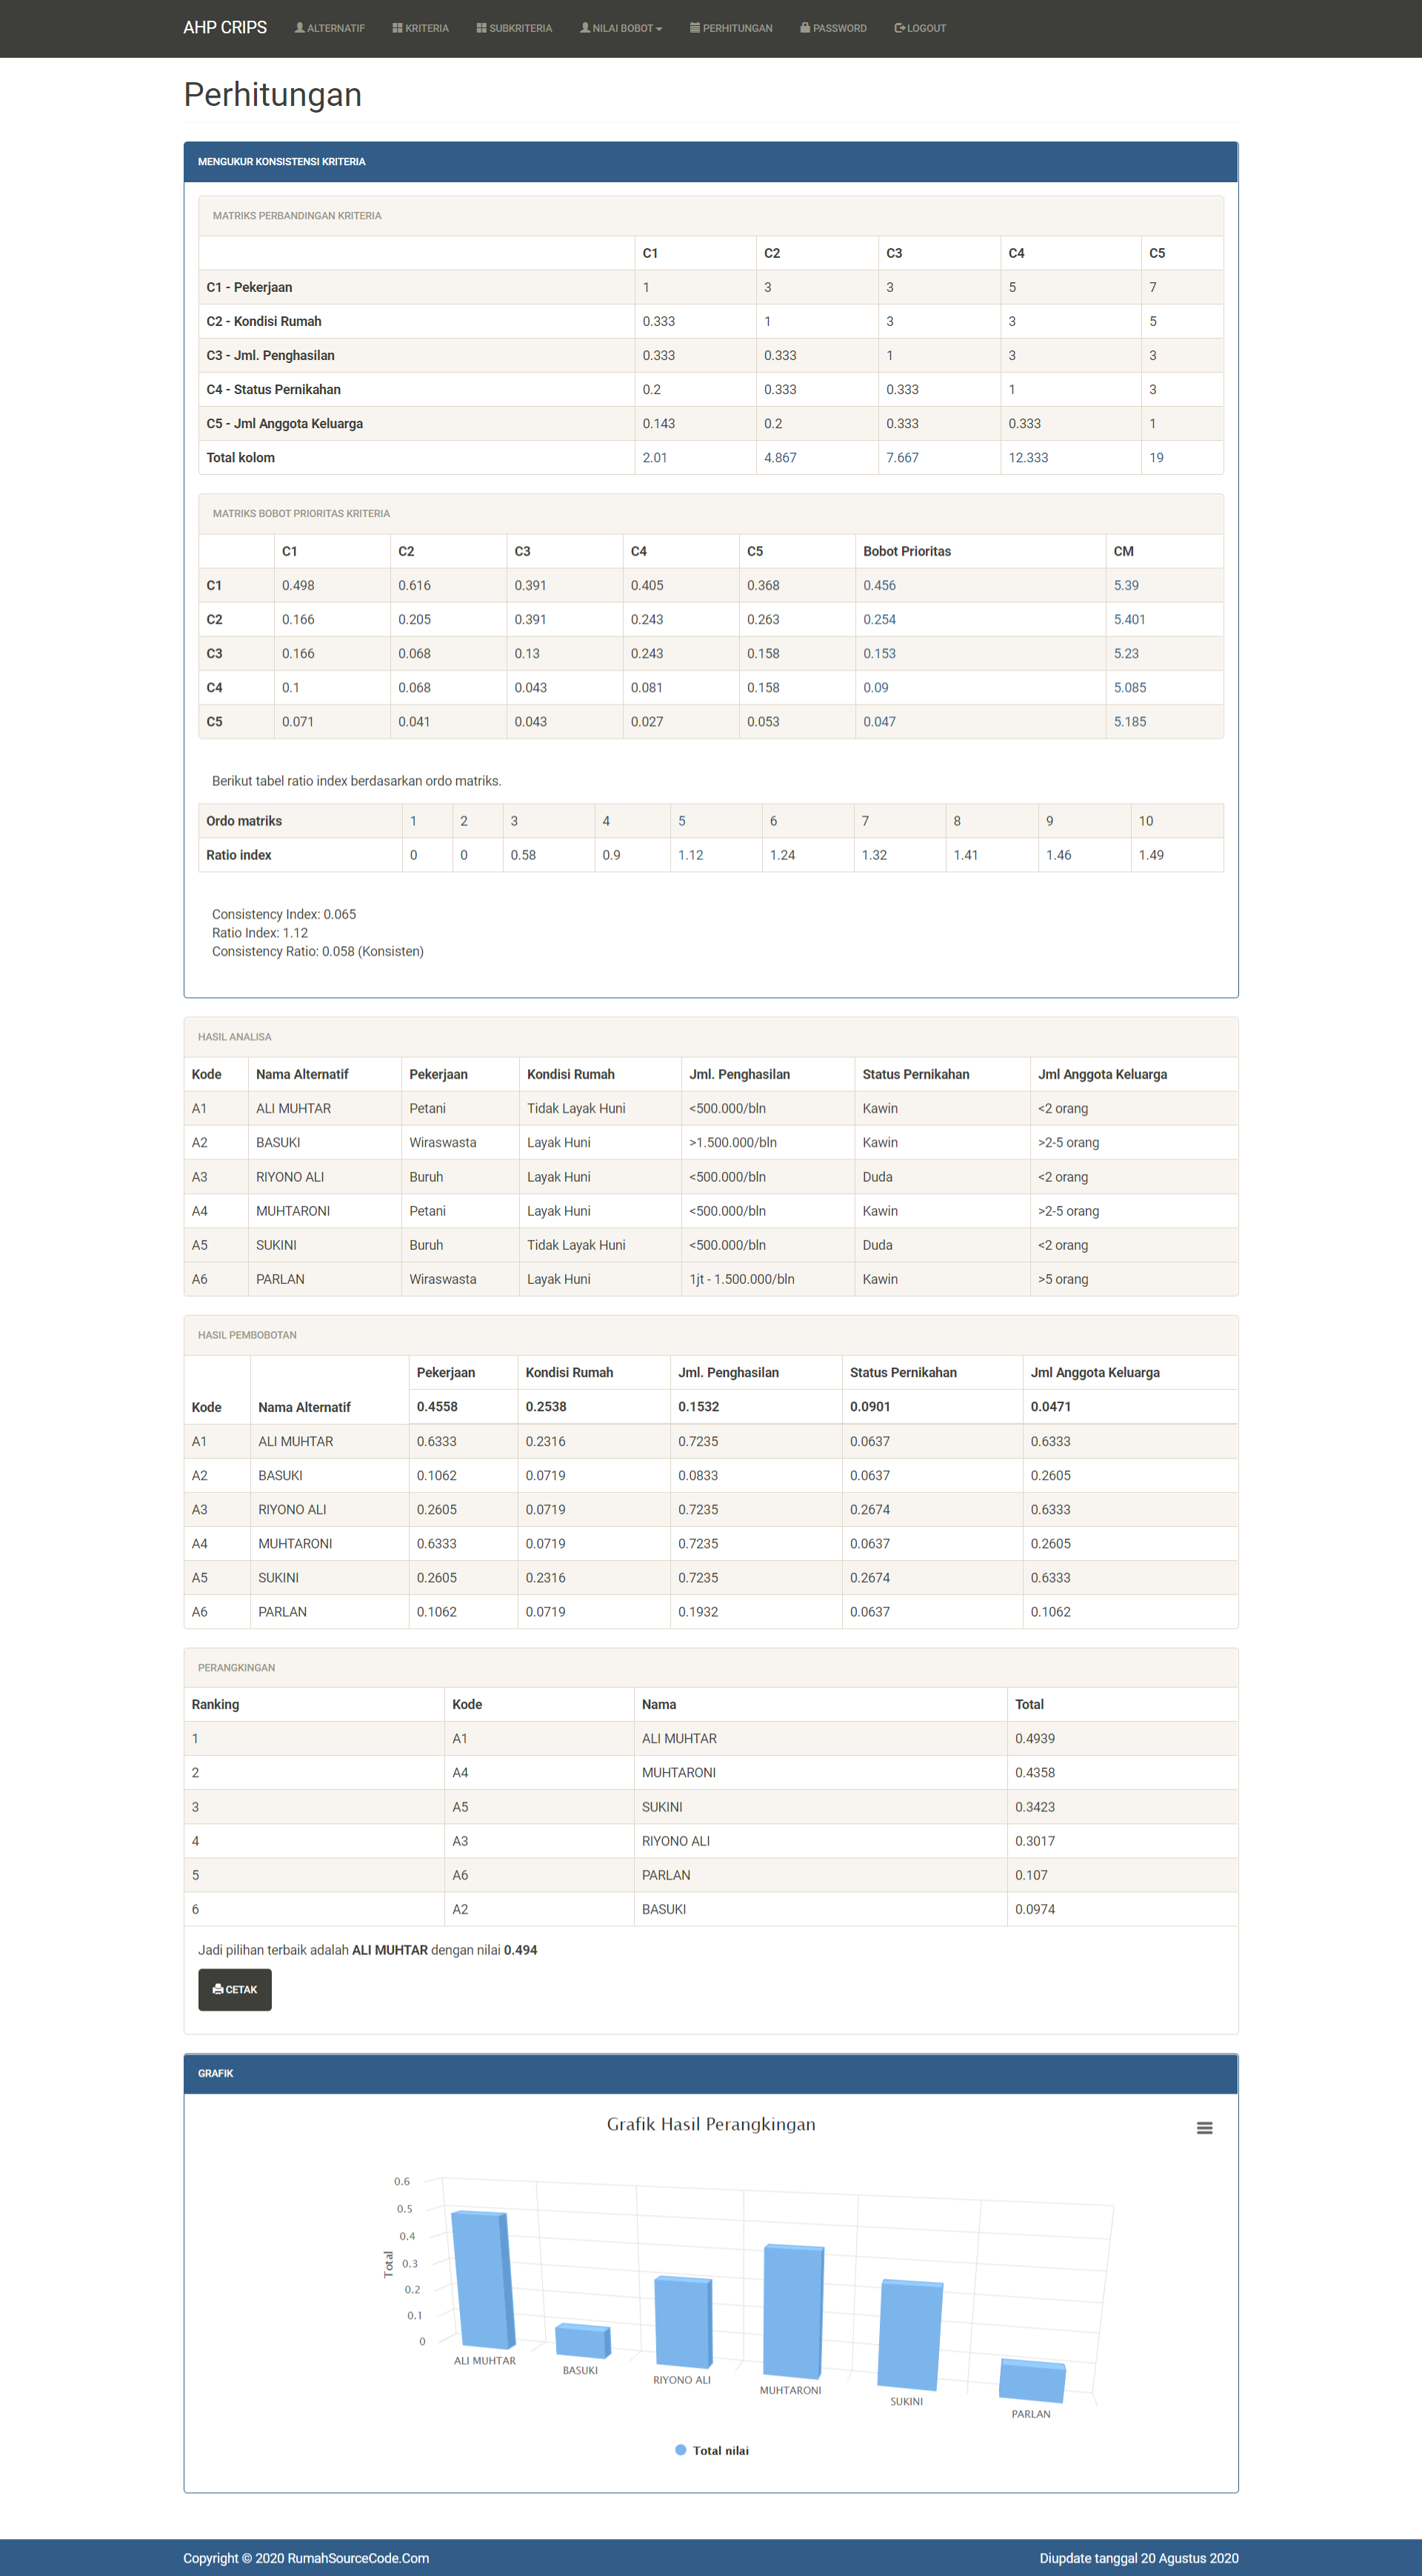 AHP CRIPS ALTERNATIF KRITERIA SUBKRITERIA NILAI BOBOT PERHITUNGAN PASSWORD LOGOUT
Perhitungan
MENGUKUR KONSISTENSI KRITERIA
MATRIKS PERBANDINGAN KRITERIA
C1 C2 C3 C4 C5
C1 - Pekerjaan 1 3 3 5 7
C2 - Kondisi Rumah 0.333 1 3 3 5
C3 - Jml. Penghasilan 0.333 0.333 1 3 3
C4 - Status Pernikahan 0.2 0.333 0.333 1 3
C5 - Jml Anggota Keluarga 0.143 0.2 0.333 0.333 1
Total kolom 2.01 4.867 7.667 12.333 19
MATRIKS BOBOT PRIORITAS KRITERIA
C1 C2 C3 C4 C5 Bobot Prioritas CM
C1 0.498 0.616 0.391 0.405 0.368 0.456 5.39
C2 0.166 0.205 0.391 0.243 0.263 0.254 5.401
C3 0.166 0.068 0.13 0.243 0.158 0.153 5.23
C4 0.1 0.068 0.043 0.081 0.158 0.09 5.085
C5 0.071 0.041 0.043 0.027 0.053 0.047 5.185
Berikut tabel ratio index berdasarkan ordo matriks.
Ordo matriks 1 2 3 4 5 6 7 8 9 10
Ratio index 0 0 0.58 0.9 1.12 1.24 1.32 1.41 1.46 1.49
Consistency Index: 0.065
Ratio Index: 1.12
Consistency Ratio: 0.058 (Konsisten)
HASIL ANALISA
Kode Nama Alternatif Pekerjaan Kondisi Rumah Jml. Penghasilan Status Pernikahan Jml Anggota Keluarga
A1 ALI MUHTAR Petani Tidak Layak Huni <500.000/bln Kawin <2 orang
A2 BASUKI Wiraswasta Layak Huni >1.500.000/bln Kawin >2-5 orang
A3 RIYONO ALI Buruh Layak Huni <500.000/bln Duda <2 orang
A4 MUHTARONI Petani Layak Huni <500.000/bln Kawin >2-5 orang
A5 SUKINI Buruh Tidak Layak Huni <500.000/bln Duda <2 orang
A6 PARLAN Wiraswasta Layak Huni 1jt - 1.500.000/bln Kawin >5 orang
HASIL PEMBOBOTAN
Pekerjaan Kondisi Rumah Jml. Penghasilan Status Pernikahan Jml Anggota Keluarga
Kode Nama Alternatif 0.4558 0.2538 0.1532 0.0901 0.0471
A1 ALI MUHTAR 0.6333 0.2316 0.7235 0.0637 0.6333
A2 BASUKI 0.1062 0.0719 0.0833 0.0637 0.2605
A3 RIYONO ALI 0.2605 0.0719 0.7235 0.2674 0.6333
A4 MUHTARONI 0.6333 0.0719 0.7235 0.0637 0.2605
A5 SUKINI 0.2605 0.2316 0.7235 0.2674 0.6333
A6 PARLAN 0.1062 0.0719 0.1932 0.0637 0.1062
PERANGKINGAN
Ranking Kode Nama Total
1 A1 ALI MUHTAR 0.4939
2 A4 MUHTARONI 0.4358
3 A5 SUKINI 0.3423
4 A3 RIYONO ALI 0.3017
5 A6 PARLAN 0.107
6 A2 BASUKI 0.0974
Jadi pilihan terbaik adalah ALI MUHTAR dengan nilai 0.494
CETAK
GRAFIK
Grafik Hasil Perangkingan
0.6
0.5
0.4
0.3
0.2
0.1
0
Total
ALI MUHTAR
BASUKI
RIYONO ALI
MUHTARONI
SUKINI
PARLAN
Total nilai
Copyright © 2020 RumahSourceCode.Com Diupdate tanggal 20 Agustus 2020